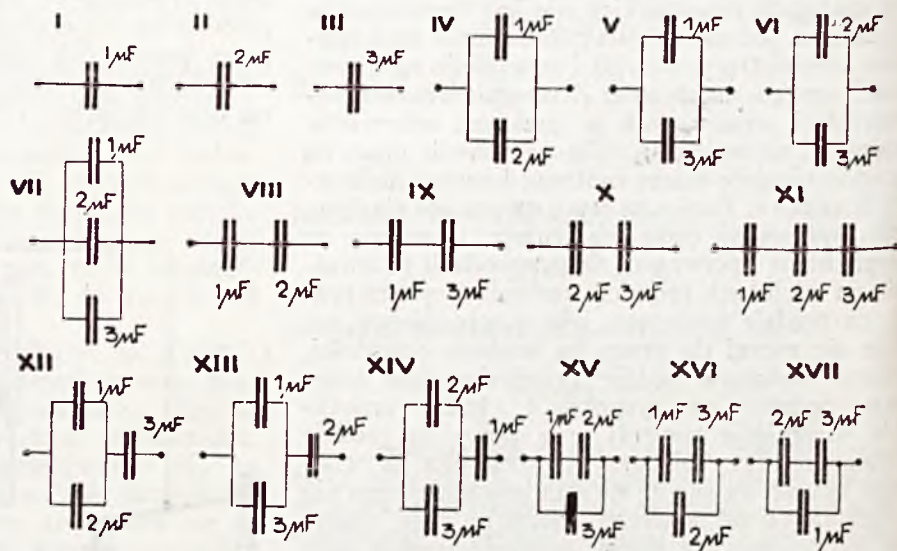 I II III IV V VI
1μF 2μF 3μF 1μF 1μF 2μF
2μF 3μF 3μF
VII VIII IX X XI
1μF
2μF
3μF
1μF 2μF 1μF 3μF 2μF 3μF 1μF 2μF 3μF
XII XIII XIV XV XVI XVII
1μF 3μF 1μF 2μF 2μF 1μF 1μF 2μF 1μF 3μF 2μF 3μF
2μF 3μF 3μF 3μF 2μF 1μF